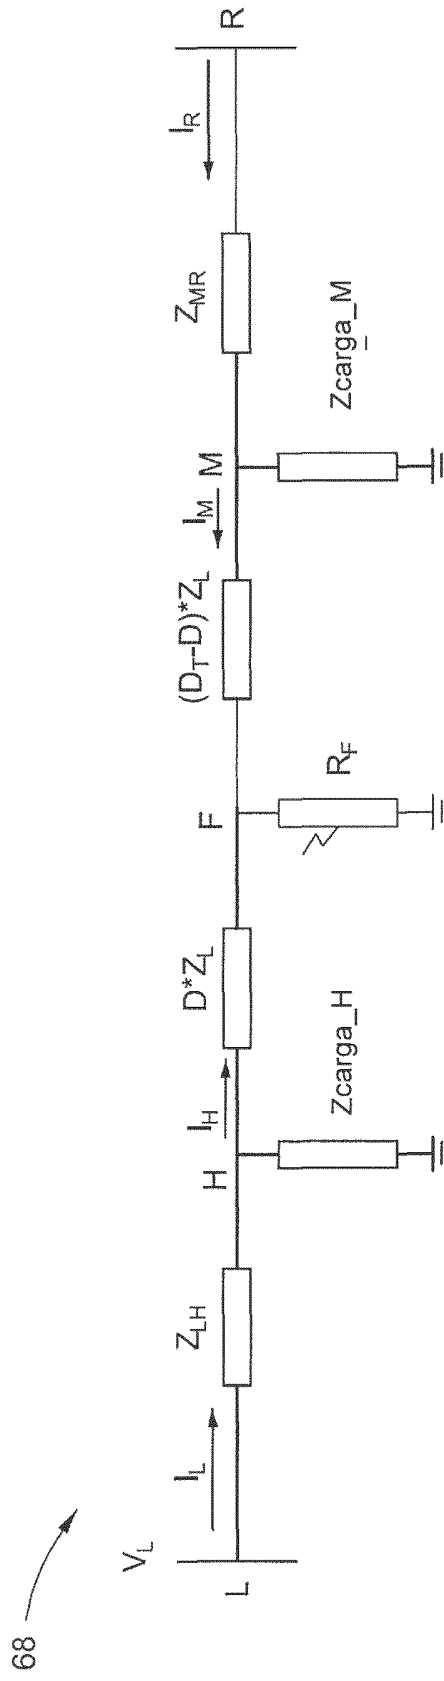 68
V_L
L
I_L
Z_LH
H
I_H
Zcarga_H
D*Z_L
F
R_F
(D_T-D)*Z_L
I_M
M
Zcarga_M
Z_MR
I_R
R